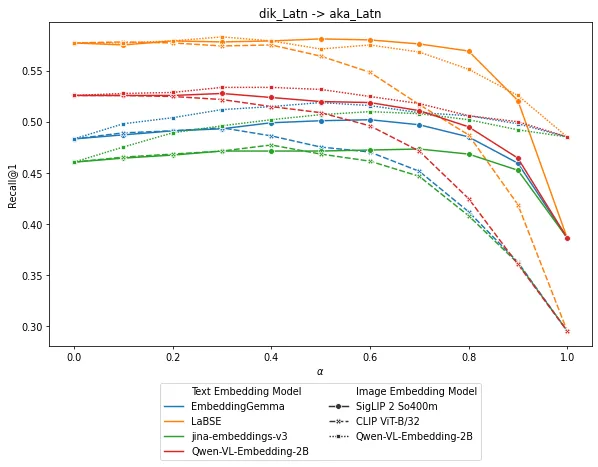 dik_Latn -> aka_Latn
Recall@1
0.55
0.50
0.45
0.40
0.35
0.30
0.0 0.2 0.4 0.6 0.8 1.0
α
Text Embedding Model
EmbeddingGemma
LaBSE
jina-embeddings-v3
Qwen-VL-Embedding-2B
Image Embedding Model
SigLIP 2 So400m
CLIP ViT-B/32
Qwen-VL-Embedding-2B